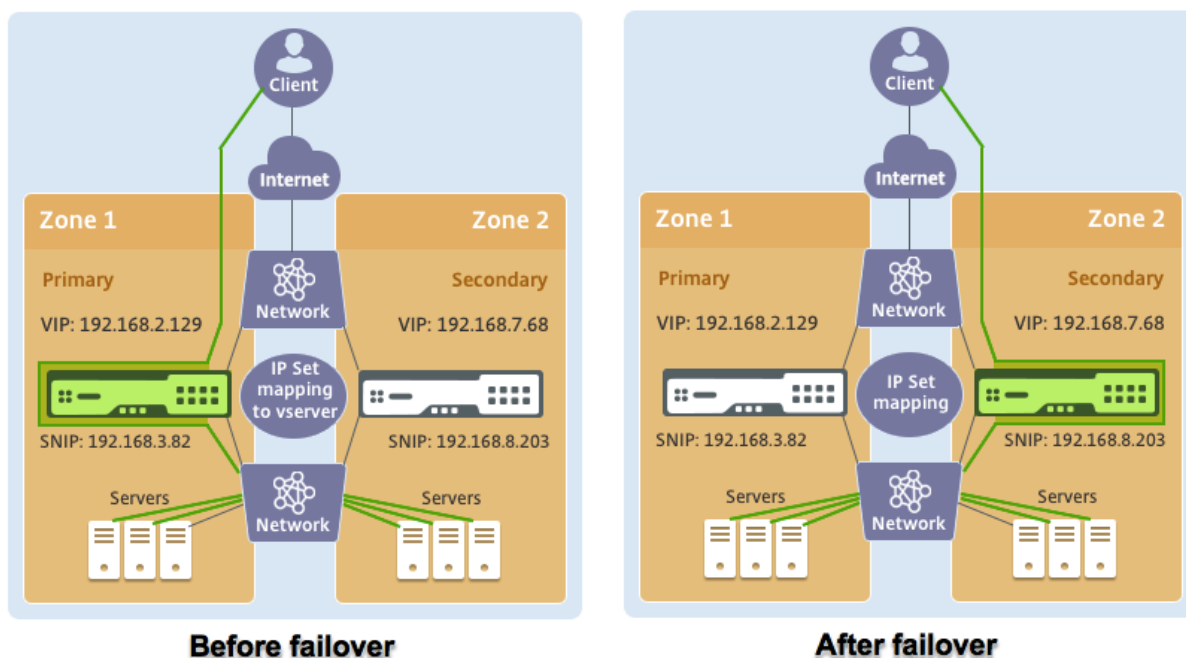 Client
Internet
Zone 1
Zone 2
Primary
Secondary
Network
VIP: 192.168.2.129
VIP: 192.168.7.68
IP Set
mapping
to vserver
SNIP: 192.168.3.82
SNIP: 192.168.8.203
Servers
Servers
Network
Before failover
Client
Internet
Zone 1
Zone 2
Primary
Secondary
Network
VIP: 192.168.2.129
VIP: 192.168.7.68
IP Set
mapping
SNIP: 192.168.3.82
SNIP: 192.168.8.203
Servers
Servers
Network
After failover